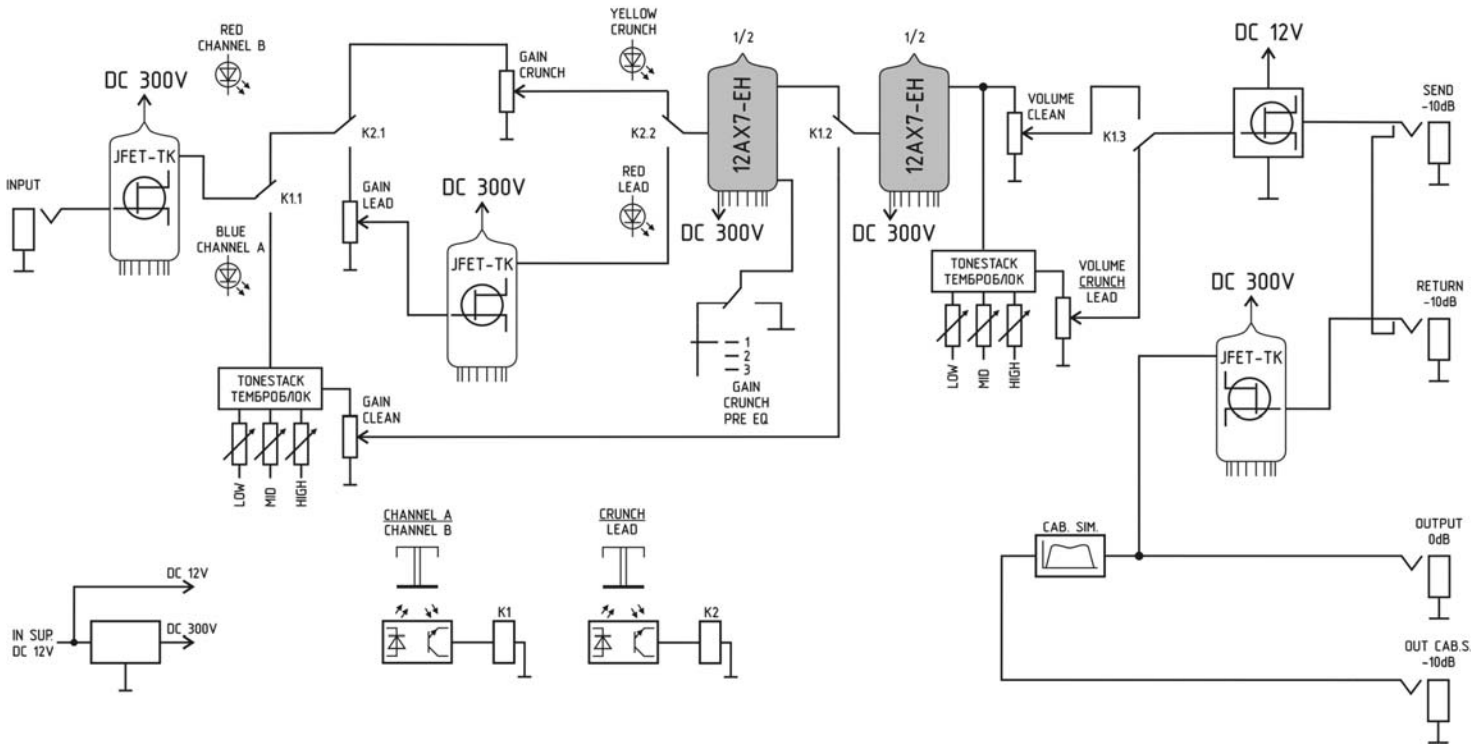 RED
CHANNEL B
DC 300V
JFET-TK
INPUT
K1.1
BLUE
CHANNEL A
K2.1
GAIN
CRUNCH
GAIN
LEAD
DC 300V
JFET-TK
YELLOW
CRUNCH
K2.2
RED
LEAD
1/2
12AX7-EH
DC 300V
K1.2
1/2
12AX7-EH
DC 300V
VOLUME
CLEAN
K1.3
DC 12V
SEND
-10dB
1
2
3
GAIN
CRUNCH
PRE EQ
TONESTACK
ТЕМБРОБЛОК
LOW
MID
HIGH
VOLUME
CRUNCH
LEAD
DC 300V
JFET-TK
RETURN
-10dB
TONESTACK
ТЕМБРОБЛОК
LOW
MID
HIGH
GAIN
CLEAN
CHANNEL A
CHANNEL B
K1
CRUNCH
LEAD
K2
CAB. SIM.
OUTPUT
0dB
OUT CAB.S.
-10dB
DC 12V
DC 300V
IN SUP.
DC 12V